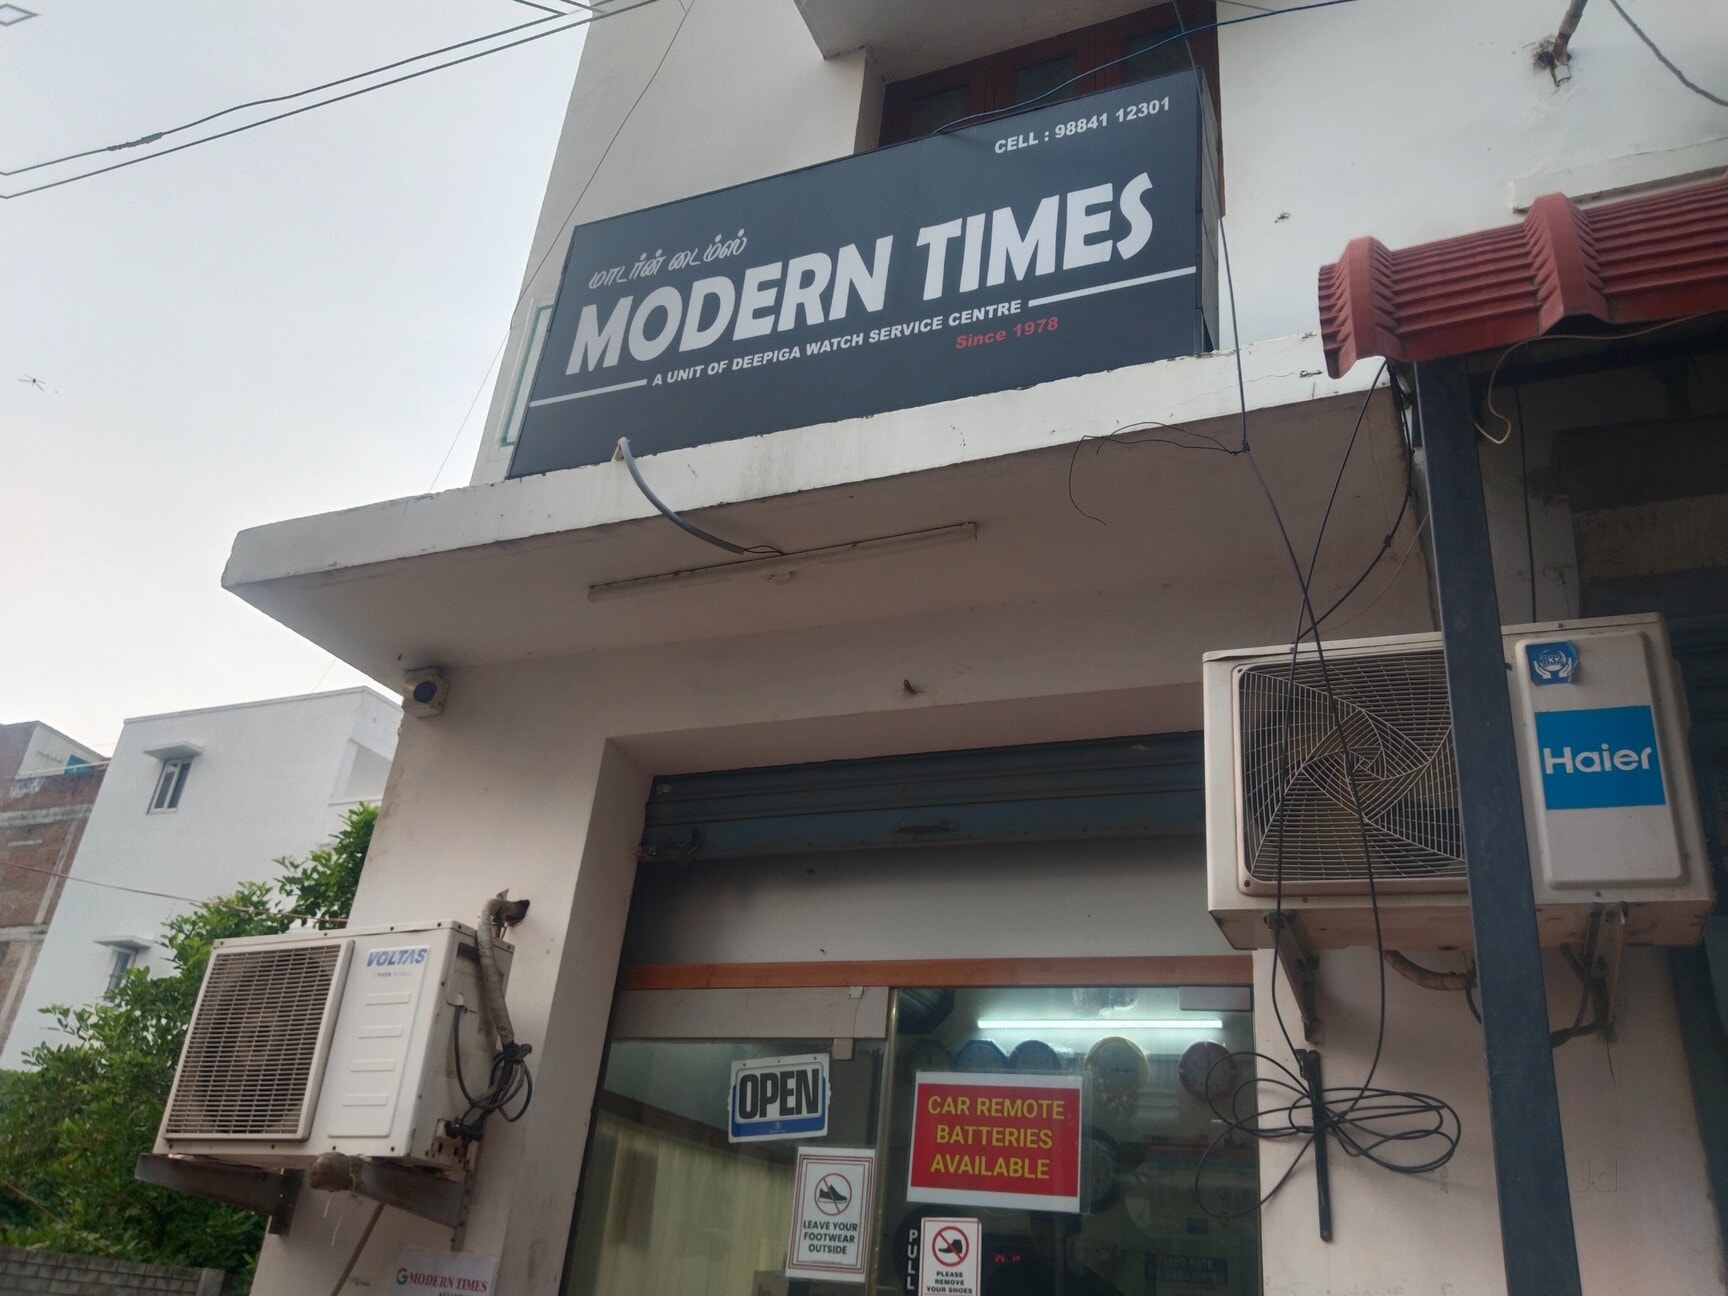 CELL : 98841 12301
மாடர்ன் டைம்ஸ்
MODERN TIMES
A UNIT OF DEEPIGA WATCH SERVICE CENTRE
Since 1978
Haier
VOLTAS
OPEN
CAR REMOTE
BATTERIES
AVAILABLE
LEAVE YOUR
FOOTWEAR
OUTSIDE
PULL
PLEASE
REMOVE
YOUR SHOES
MODERN TIMES